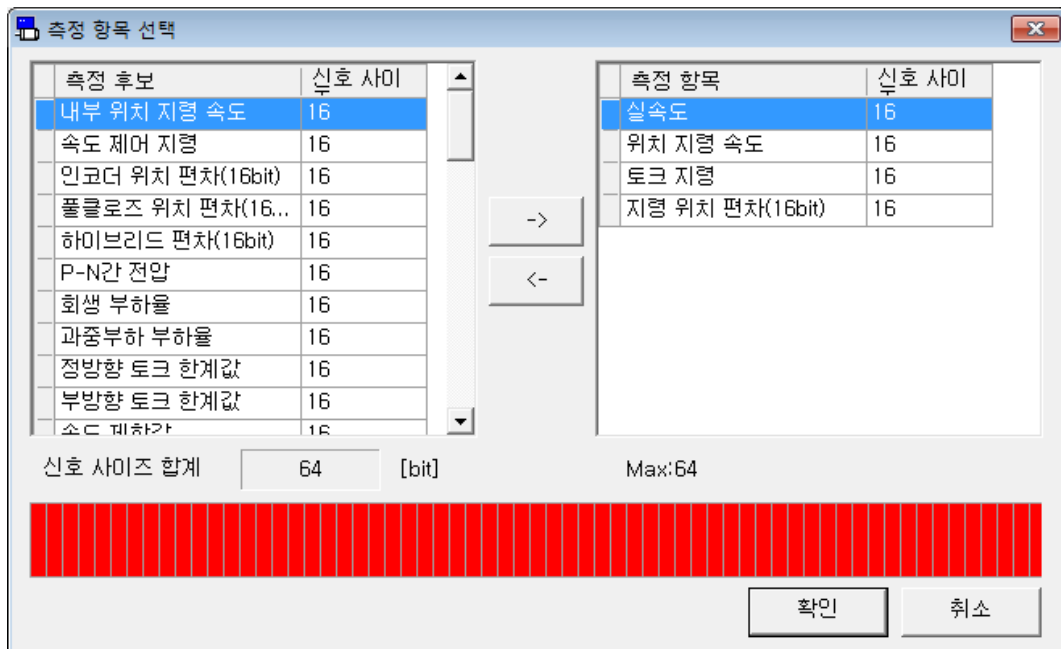 측정 항목 선택
측정 후보 신호 사이
내부 위치 지령 속도 16
속도 제어 지령 16
인코더 위치 편차(16bit) 16
풀클로즈 위치 편차(16... 16
하이브리드 편차(16bit) 16
P-N간 전압 16
회생 부하율 16
과중부하 부하율 16
정방향 토크 한계값 16
부방향 토크 한계값 16
속도 제한값 16
->
<-
측정 항목 신호 사이
실속도 16
위치 지령 속도 16
토크 지령 16
지령 위치 편차(16bit) 16
신호 사이즈 합계 64 [bit] Max:64
확인 취소